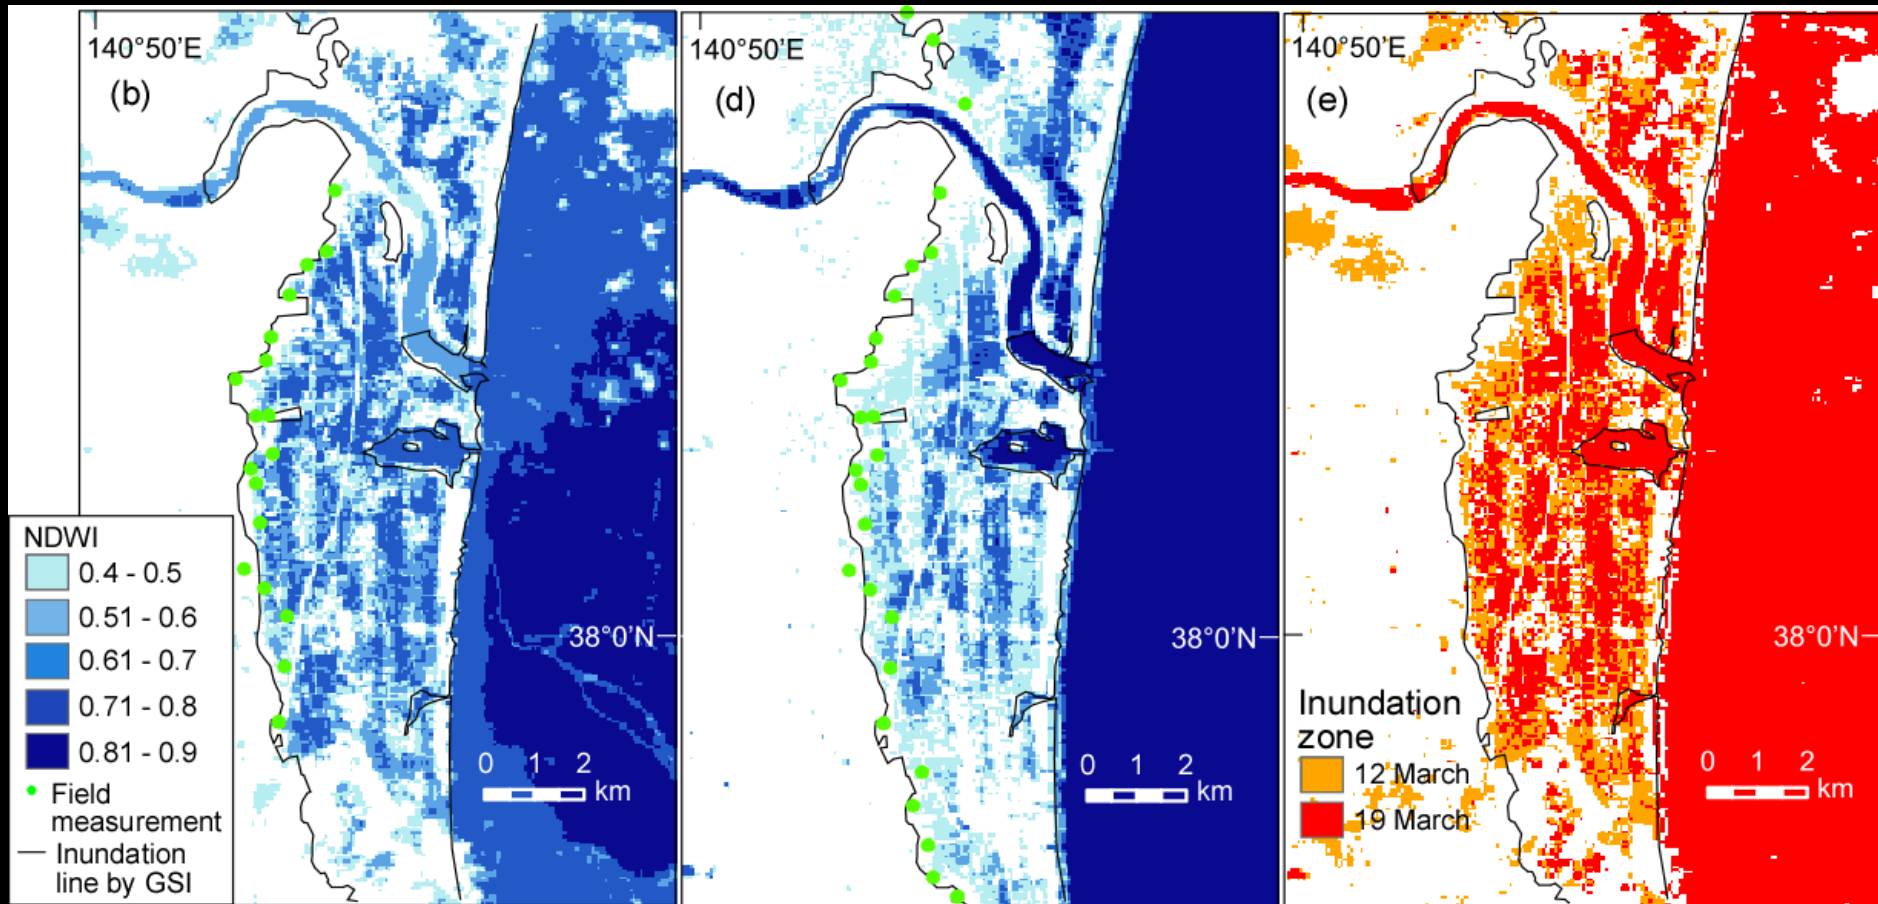 140°50'E
(b)
NDWI
0.4 - 0.5
0.51 - 0.6
0.61 - 0.7
0.71 - 0.8
0.81 - 0.9
Field
measurement
Inundation
line by GSI
38°0'N
0 1 2
km
140°50'E
(d)
38°0'N
0 1 2
km
140°50'E
(e)
38°0'N
Inundation
zone
12 March
19 March
0 1 2
km